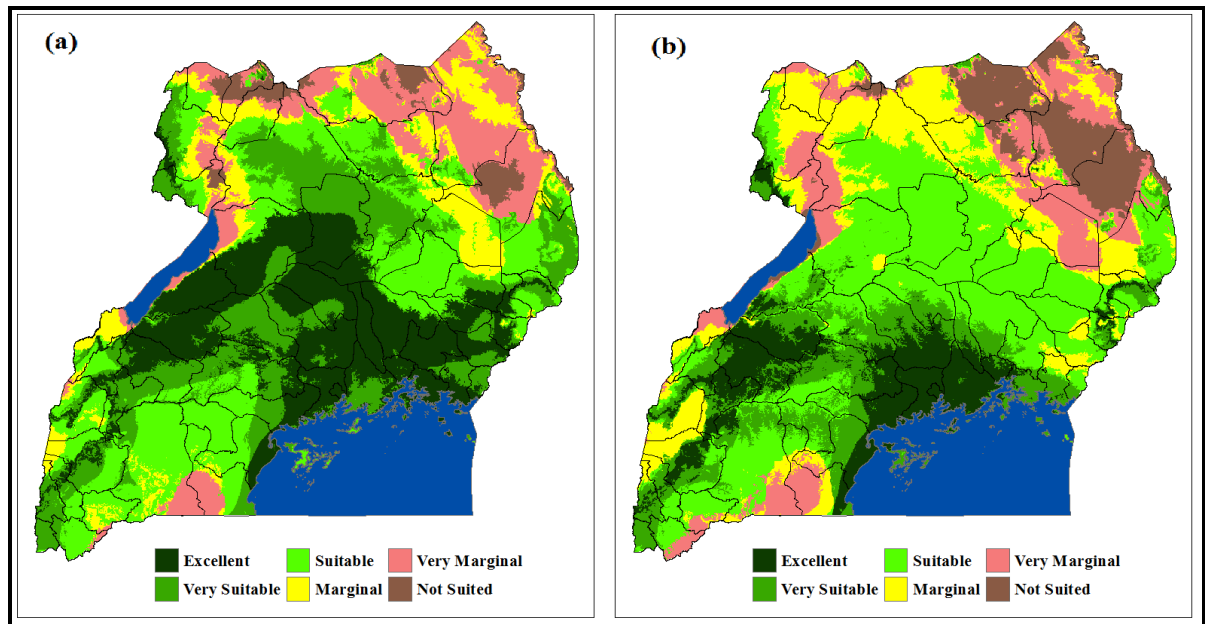 (a)
Excellent Suitable Very Marginal
Very Suitable Marginal Not Suited
(b)
Excellent Suitable Very Marginal
Very Suitable Marginal Not Suited